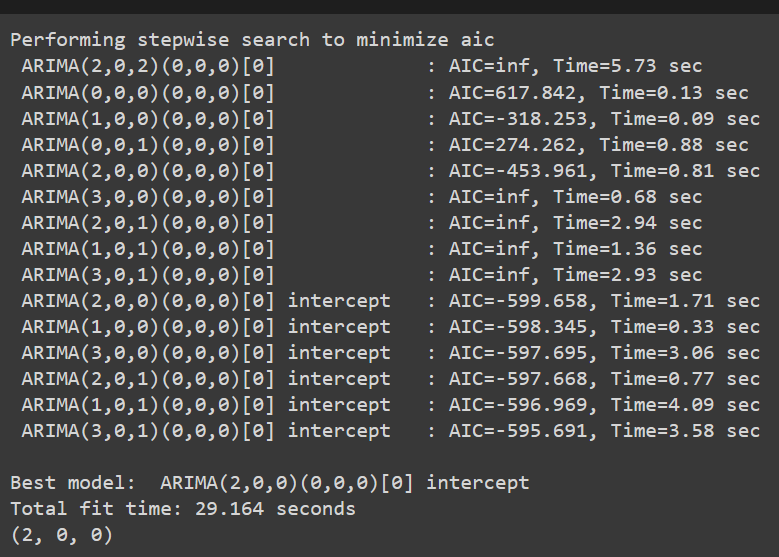 Performing stepwise search to minimize aic
 ARIMA(2,0,2)(0,0,0)[0]             : AIC=inf, Time=5.73 sec
 ARIMA(0,0,0)(0,0,0)[0]             : AIC=617.842, Time=0.13 sec
 ARIMA(1,0,0)(0,0,0)[0]             : AIC=-318.253, Time=0.09 sec
 ARIMA(0,0,1)(0,0,0)[0]             : AIC=274.262, Time=0.88 sec
 ARIMA(2,0,0)(0,0,0)[0]             : AIC=-453.961, Time=0.81 sec
 ARIMA(3,0,0)(0,0,0)[0]             : AIC=inf, Time=0.68 sec
 ARIMA(2,0,1)(0,0,0)[0]             : AIC=inf, Time=2.94 sec
 ARIMA(1,0,1)(0,0,0)[0]             : AIC=inf, Time=1.36 sec
 ARIMA(3,0,1)(0,0,0)[0]             : AIC=inf, Time=2.93 sec
 ARIMA(2,0,0)(0,0,0)[0] intercept   : AIC=-599.658, Time=1.71 sec
 ARIMA(1,0,0)(0,0,0)[0] intercept   : AIC=-598.345, Time=0.33 sec
 ARIMA(3,0,0)(0,0,0)[0] intercept   : AIC=-597.695, Time=3.06 sec
 ARIMA(2,0,1)(0,0,0)[0] intercept   : AIC=-597.668, Time=0.77 sec
 ARIMA(1,0,1)(0,0,0)[0] intercept   : AIC=-596.969, Time=4.09 sec
 ARIMA(3,0,1)(0,0,0)[0] intercept   : AIC=-595.691, Time=3.58 sec

Best model:  ARIMA(2,0,0)(0,0,0)[0] intercept
Total fit time: 29.164 seconds
(2, 0, 0)